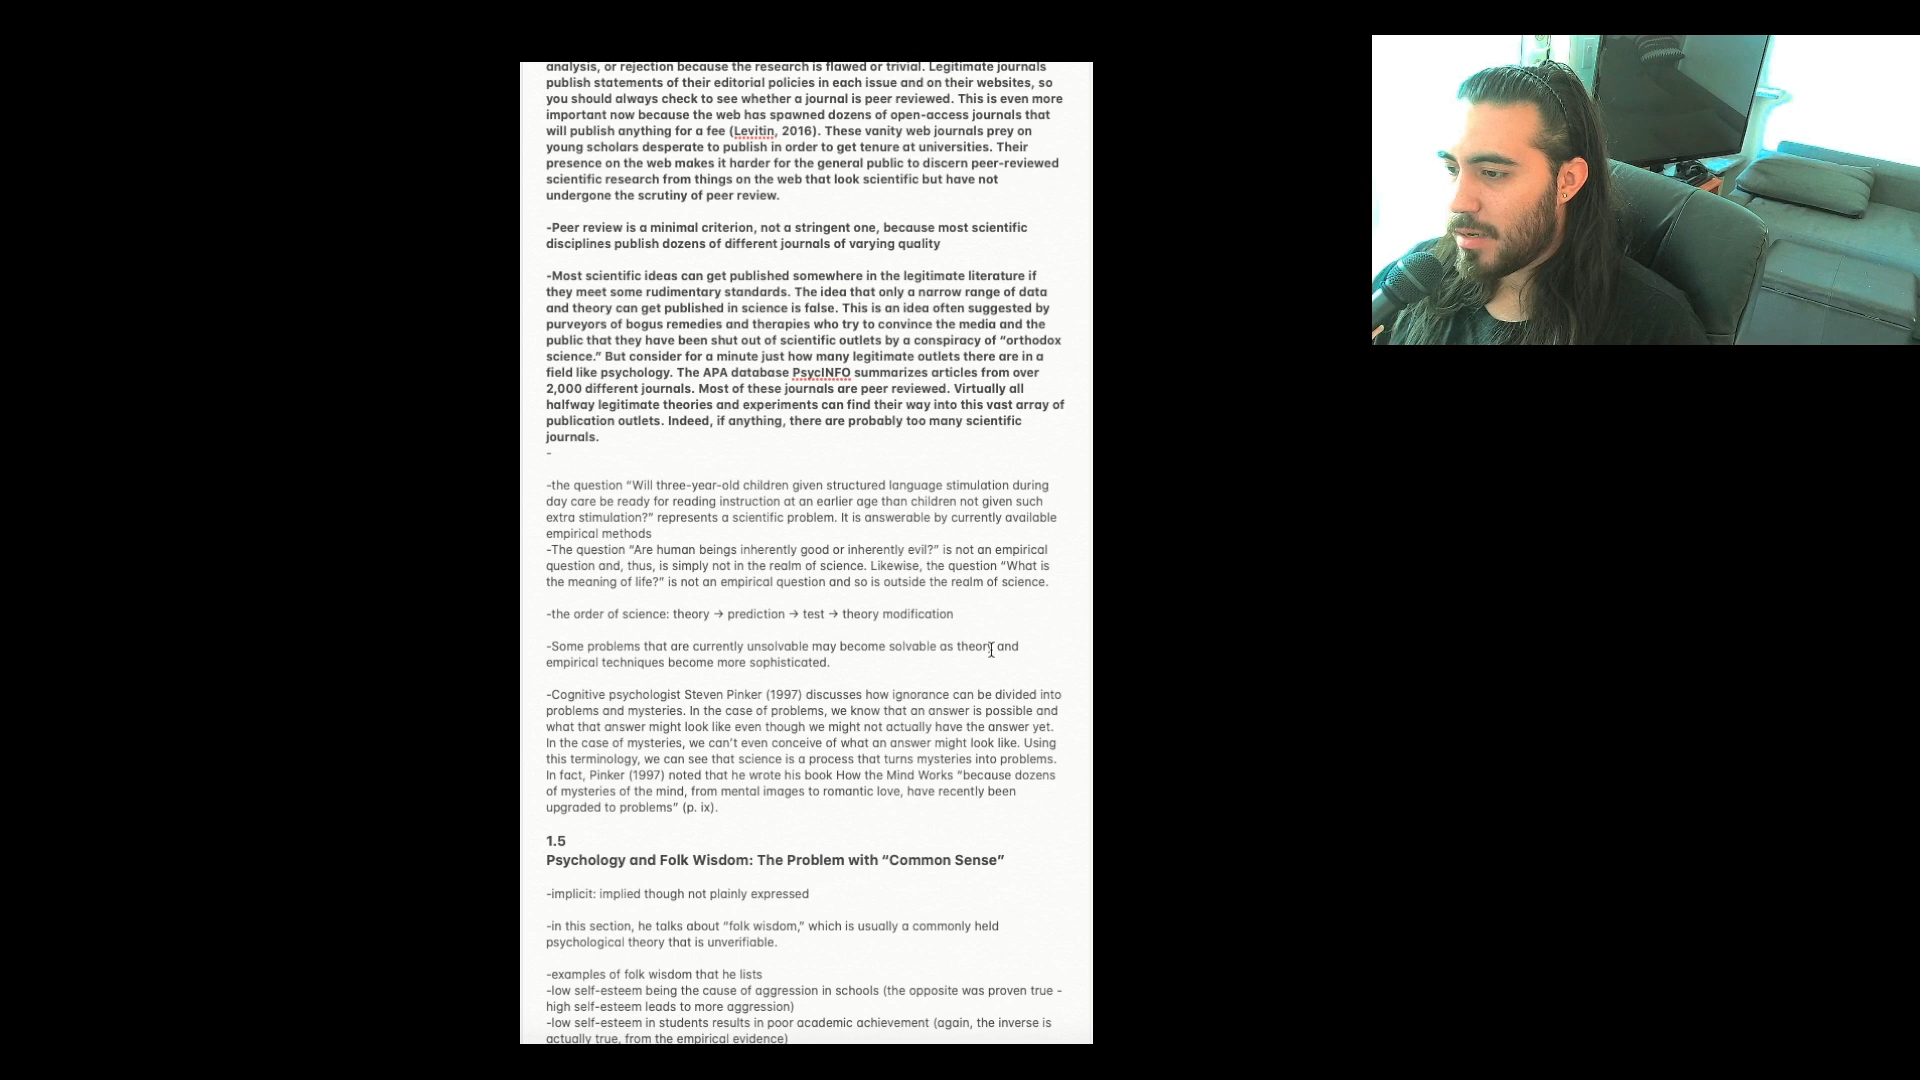 analysis, or rejection because the research is flawed or trivial. Legitimate journals
publish statements of their editorial policies in each issue and on their websites, so
you should always check to see whether a journal is peer reviewed. This is even more
important now because the web has spawned dozens of open-access journals that
will publish anything for a fee (Levitin, 2016). These vanity web journals prey on
young scholars desperate to publish in order to get tenure at universities. Their
presence on the web makes it harder for the general public to discern peer-reviewed
scientific research from things on the web that look scientific but have not
undergone the scrutiny of peer review.
-Peer review is a minimal criterion, not a stringent one, because most scientific
disciplines publish dozens of different journals of varying quality
-Most scientific ideas can get published somewhere in the legitimate literature if
they meet some rudimentary standards. The idea that only a narrow range of data
and theory can get published in science is false. This is an idea often suggested by
purveyors of bogus remedies and therapies who try to convince the media and the
public that they have been shut out of scientific outlets by a conspiracy of “orthodox
science.” But consider for a minute just how many legitimate outlets there are in a
field like psychology. The APA database PsycINFO summarizes articles from over
2,000 different journals. Most of these journals are peer reviewed. Virtually all
halfway legitimate theories and experiments can find their way into this vast array of
publication outlets. Indeed, if anything, there are probably too many scientific
journals.
-
-the question “Will three-year-old children given structured language stimulation during
day care be ready for reading instruction at an earlier age than children not given such
extra stimulation?” represents a scientific problem. It is answerable by currently available
empirical methods
-The question “Are human beings inherently good or inherently evil?” is not an empirical
question and, thus, is simply not in the realm of science. Likewise, the question “What is
the meaning of life?” is not an empirical question and so is outside the realm of science.
-the order of science: theory → prediction → test → theory modification
-Some problems that are currently unsolvable may become solvable as theory and
empirical techniques become more sophisticated.
-Cognitive psychologist Steven Pinker (1997) discusses how ignorance can be divided into
problems and mysteries. In the case of problems, we know that an answer is possible and
what that answer might look like even though we might not actually have the answer yet.
In the case of mysteries, we can’t even conceive of what an answer might look like. Using
this terminology, we can see that science is a process that turns mysteries into problems.
In fact, Pinker (1997) noted that he wrote his book How the Mind Works “because dozens
of mysteries of the mind, from mental images to romantic love, have recently been
upgraded to problems” (p. ix).
1.5
Psychology and Folk Wisdom: The Problem with “Common Sense”
-implicit: implied though not plainly expressed
-in this section, he talks about “folk wisdom,” which is usually a commonly held
psychological theory that is unverifiable.
-examples of folk wisdom that he lists
-low self-esteem being the cause of aggression in schools (the opposite was proven true -
high self-esteem leads to more aggression)
-low self-esteem in students results in poor academic achievement (again, the inverse is
actually true, from the empirical evidence)